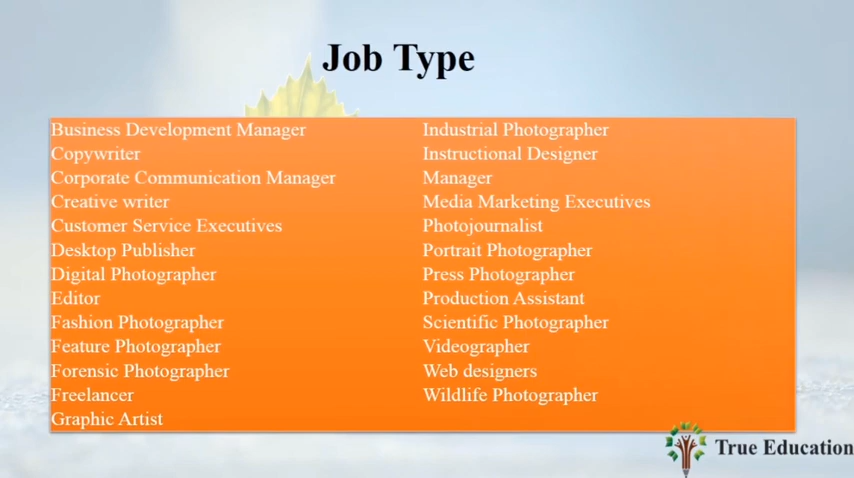 Job Type
Business Development Manager
Copywriter
Corporate Communication Manager
Creative writer
Customer Service Executives
Desktop Publisher
Digital Photographer
Editor
Fashion Photographer
Feature Photographer
Forensic Photographer
Freelancer
Graphic Artist
Industrial Photographer
Instructional Designer
Manager
Media Marketing Executives
Photojournalist
Portrait Photographer
Press Photographer
Production Assistant
Scientific Photographer
Videographer
Web designers
Wildlife Photographer
True Education